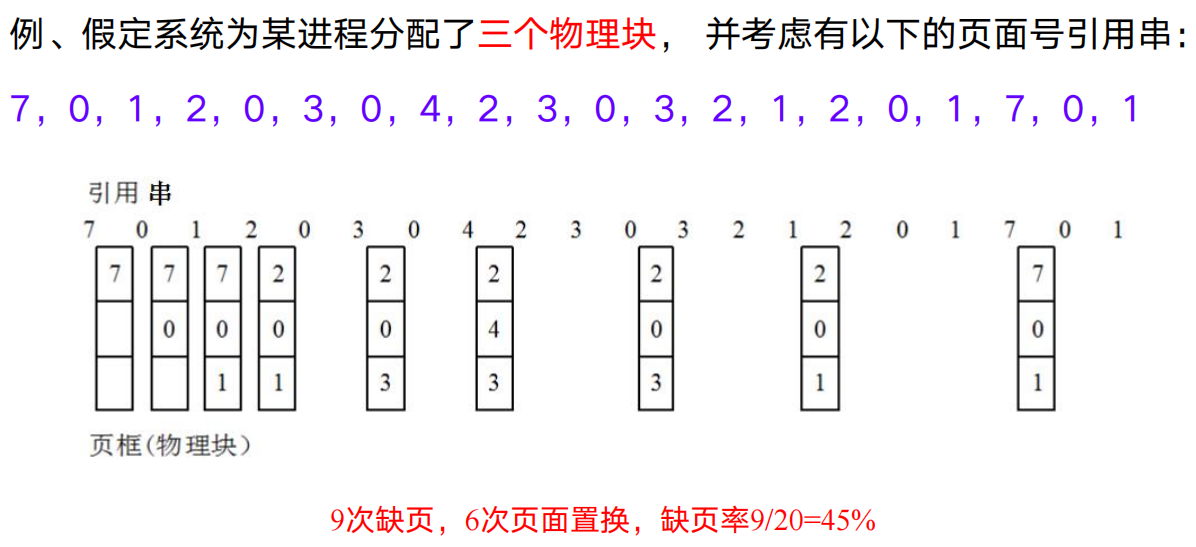 例、假定系统为某进程分配了三个物理块， 并考虑有以下的页面号引用串：
7，0，1，2，0，3，0，4，2，3，0，3，2，1，2，0，1，7，0，1
引用 串
7 0 1 2 0 3 0 4 2 3 0 3 2 1 2 0 1 7 0 1
7 7 7 2 2 2 2 2 7
0 0 0 0 4 0 0 0
1 1 3 3 3 1 1
页框(物理块)
9次缺页，6次页面置换，缺页率9/20=45%